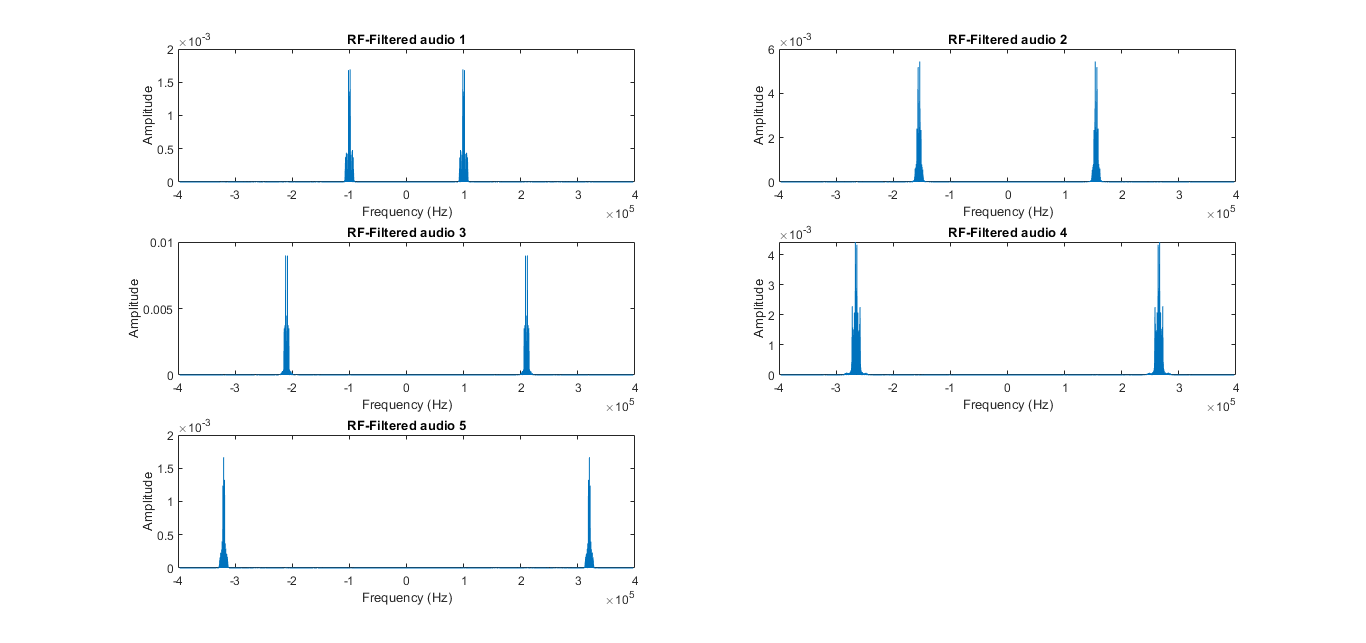 RF-Filtered audio 1
×10-3
2
1.5
1
0.5
0
Amplitude
-4 -3 -2 -1 0 1 2 3 4
Frequency (Hz)
×105
RF-Filtered audio 2
×10-3
6
4
2
0
Amplitude
-4 -3 -2 -1 0 1 2 3 4
Frequency (Hz)
×105
RF-Filtered audio 3
0.01
0.005
0
Amplitude
-4 -3 -2 -1 0 1 2 3 4
Frequency (Hz)
×105
RF-Filtered audio 4
×10-3
4
3
2
1
0
Amplitude
-4 -3 -2 -1 0 1 2 3 4
Frequency (Hz)
×105
RF-Filtered audio 5
×10-3
2
1.5
1
0.5
0
Amplitude
-4 -3 -2 -1 0 1 2 3 4
Frequency (Hz)
×105